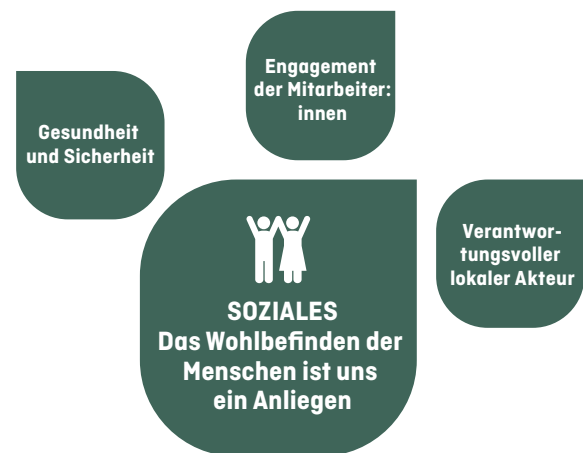 Engagement
der Mitarbeiter:
innen
Gesundheit
und Sicherheit
Verantwor-
tungsvoller
lokaler Akteur
SOZIALES
Das Wohlbefinden der
Menschen ist uns
ein Anliegen